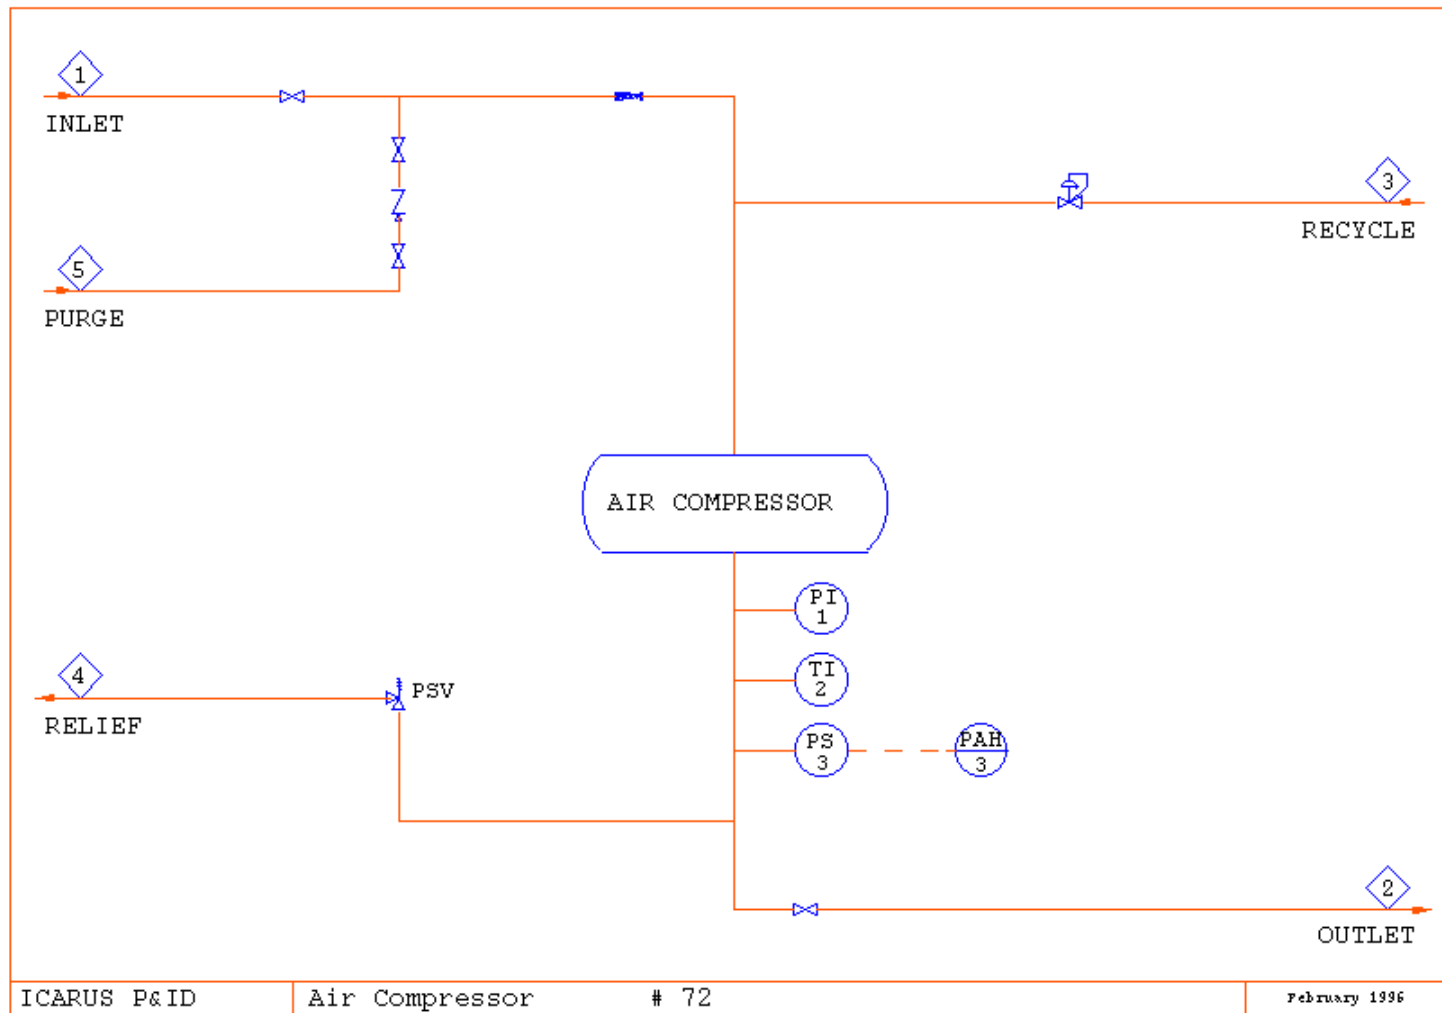 1
INLET
3
RECYCLE
5
PURGE
AIR COMPRESSOR
PI
1
4
PSV
TI
2
RELIEF
PS
3
PAH
3
2
OUTLET
ICARUS P&ID
Air Compressor # 72
February 1996